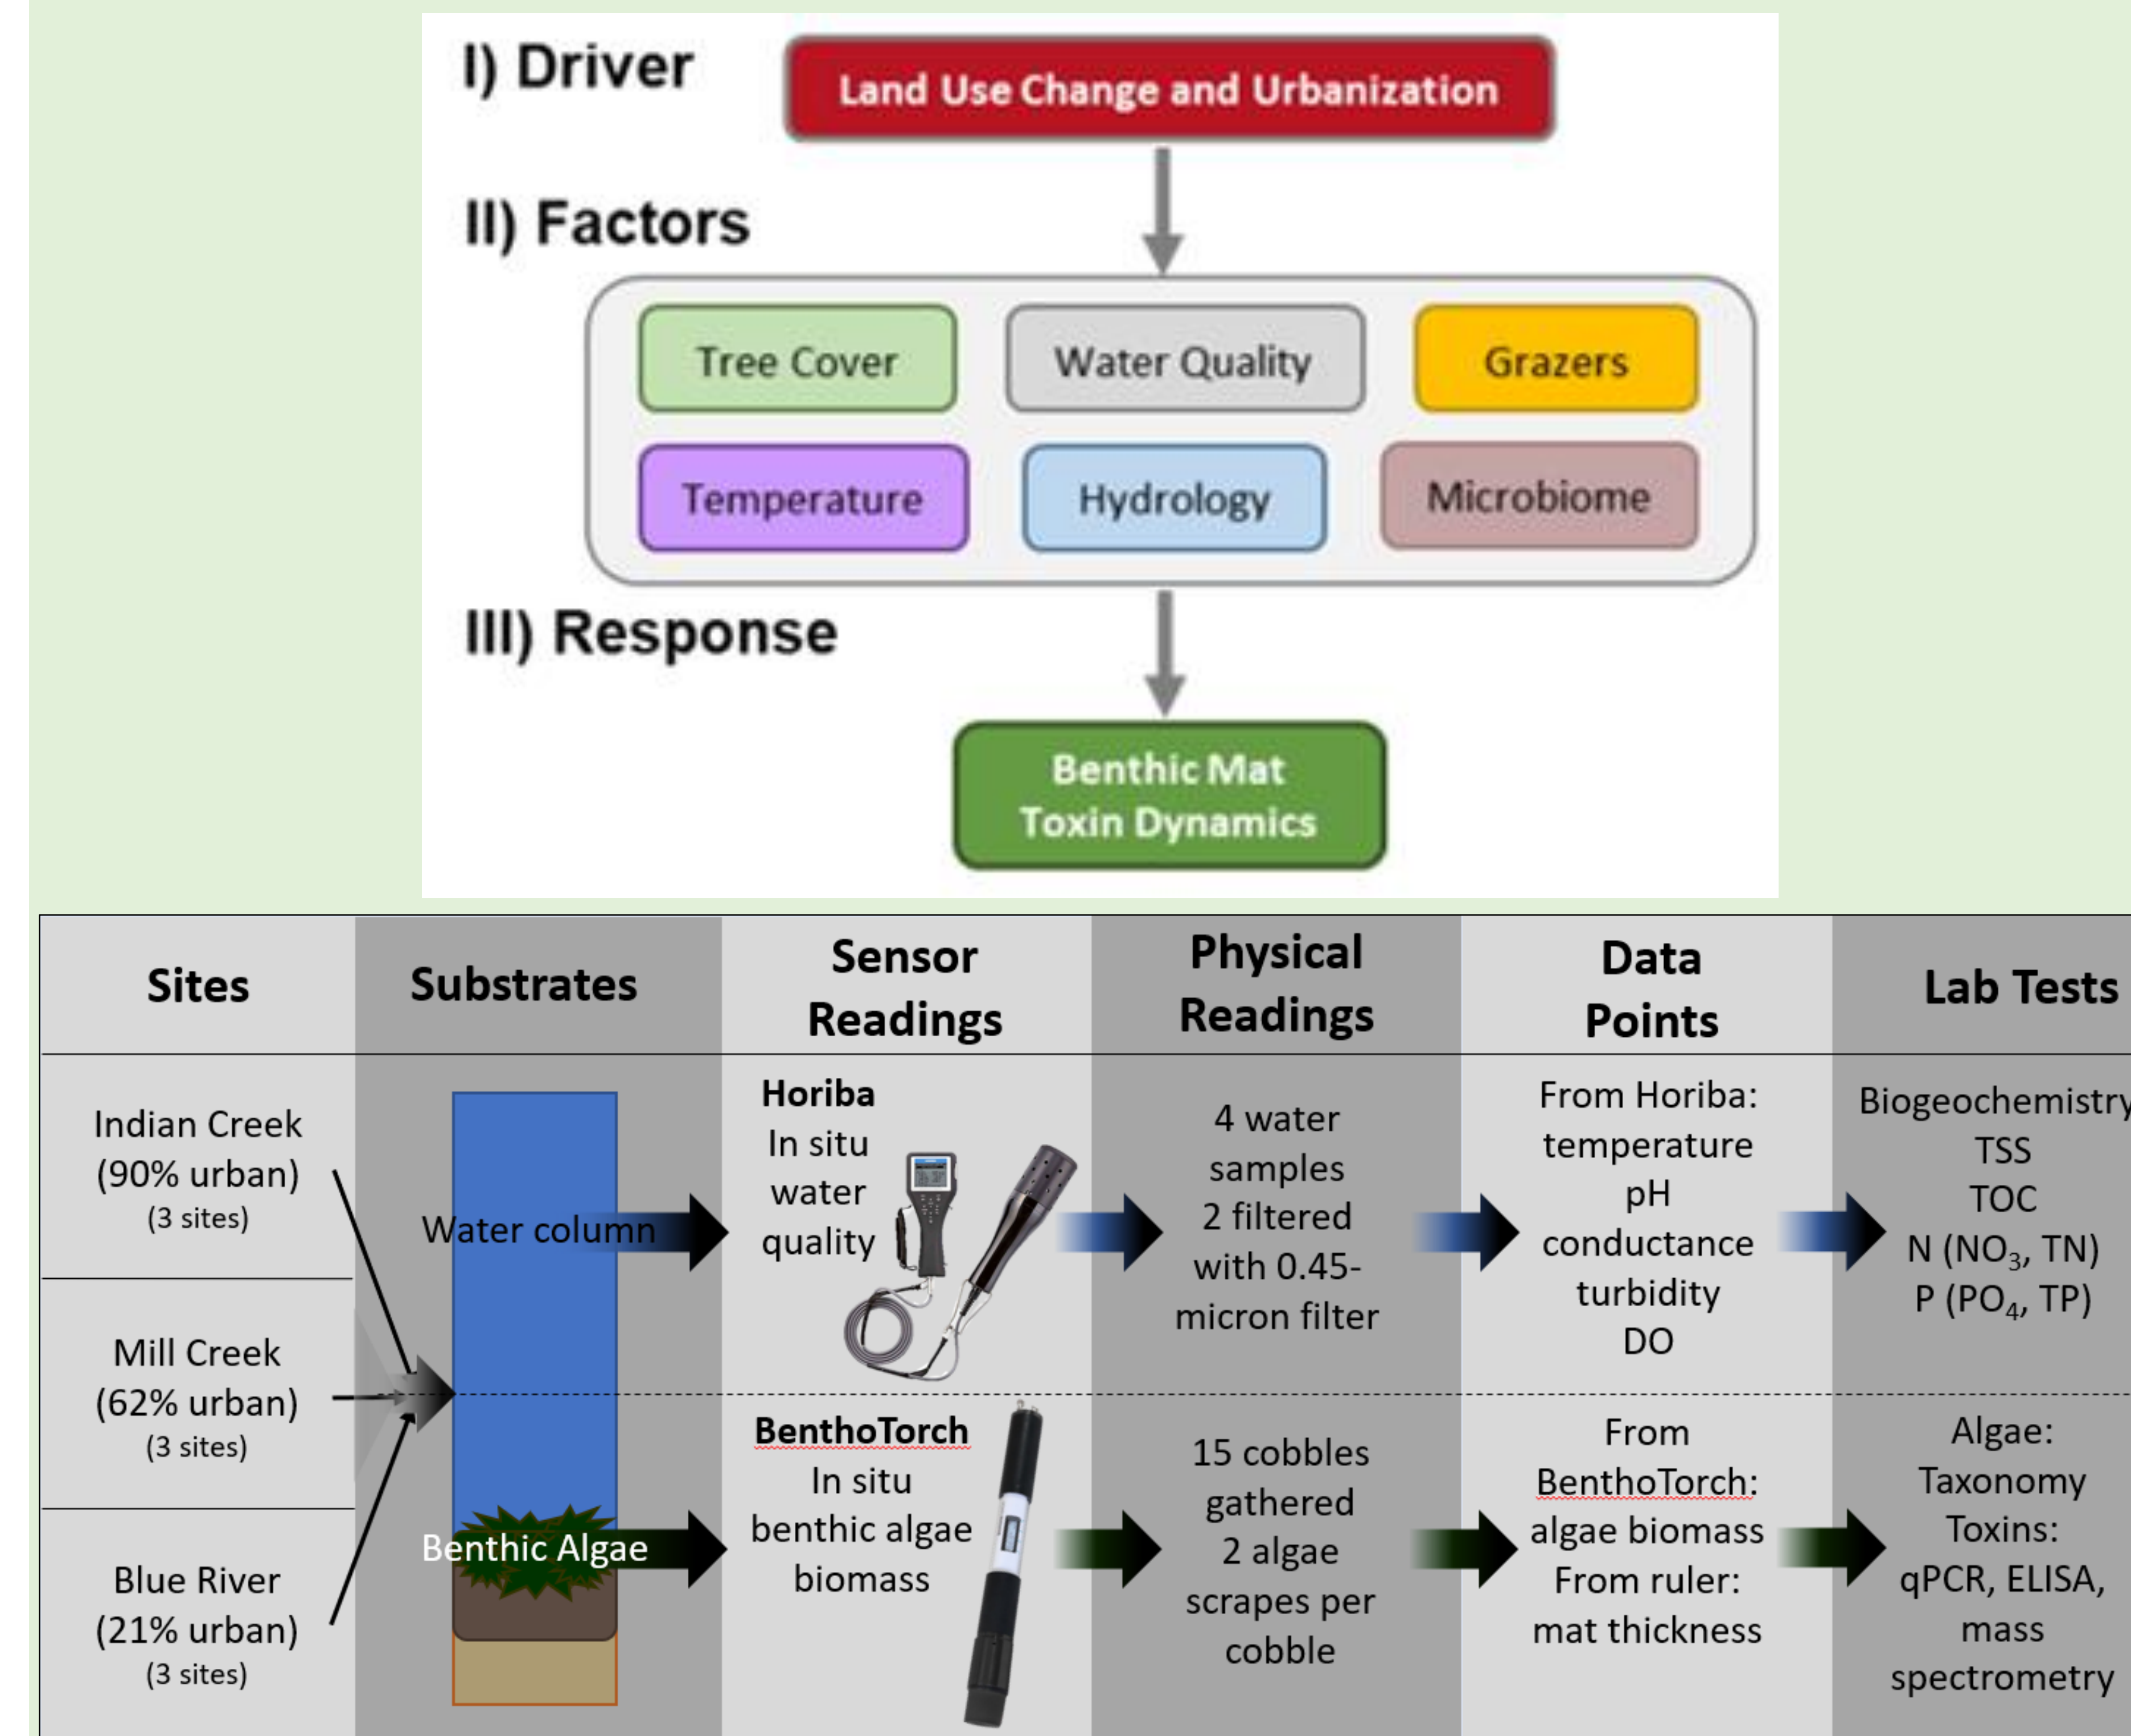 I) Driver
Land Use Change and Urbanization
II) Factors
Tree Cover
Water Quality
Grazers
Temperature
Hydrology
Microbiome
III) Response
Benthic Mat
Toxin Dynamics
Sites
Substrates
Sensor
Readings
Physical
Readings
Data
Points
Lab Tests
Indian Creek
(90% urban)
(3 sites)
Mill Creek
(62% urban)
(3 sites)
Blue River
(21% urban)
(3 sites)
Water column
Horiba
In situ
water
quality
4 water
samples
2 filtered
with 0.45-
micron filter
From Horiba:
temperature
pH
conductance
turbidity
DO
Biogeochemistry
TSS
TOC
N (NO₃, TN)
P (PO₄, TP)
Benthic Algae
BenthoTorch
In situ
benthic algae
biomass
15 cobbles
gathered
2 algae
scrapes per
cobble
From
BenthoTorch:
algae biomass
From ruler:
mat thickness
Algae:
Taxonomy
Toxins:
qPCR, ELISA,
mass
spectrometry